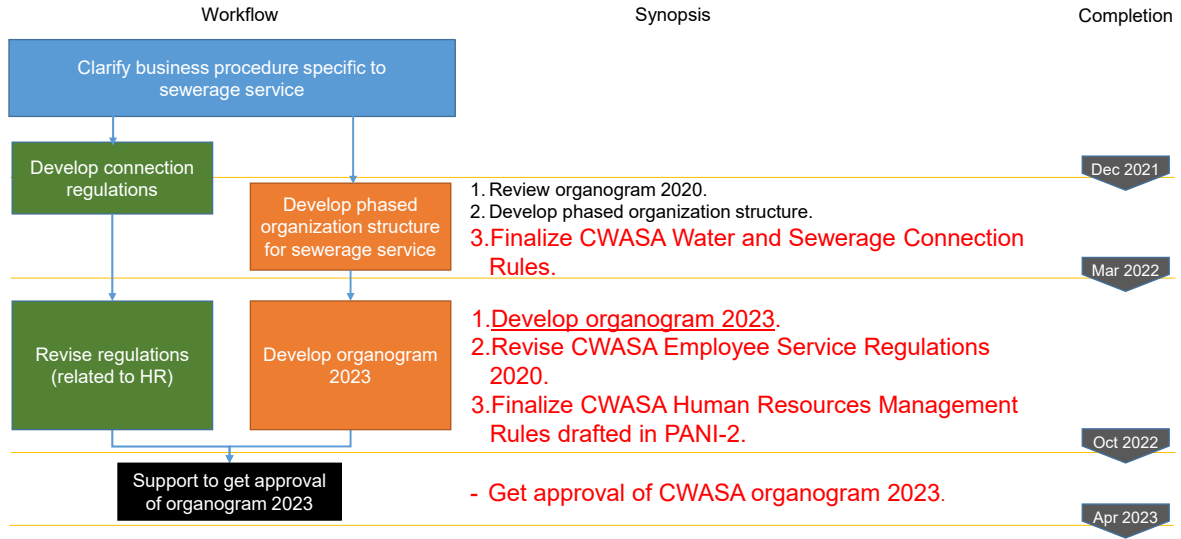 Workflow
Synopsis
Completion
Clarify business procedure specific to
sewerage service
Develop connection
regulations
Dec 2021
Develop phased
organization structure
for sewerage service
1. Review organogram 2020.
2. Develop phased organization structure.
3.Finalize CWASA Water and Sewerage Connection
Rules.
Mar 2022
Revise regulations
(related to HR)
Develop organogram
2023
1.Develop organogram 2023.
2.Revise CWASA Employee Service Regulations
2020.
3.Finalize CWASA Human Resources Management
Rules drafted in PANI-2.
Oct 2022
Support to get approval
of organogram 2023
- Get approval of CWASA organogram 2023.
Apr 2023